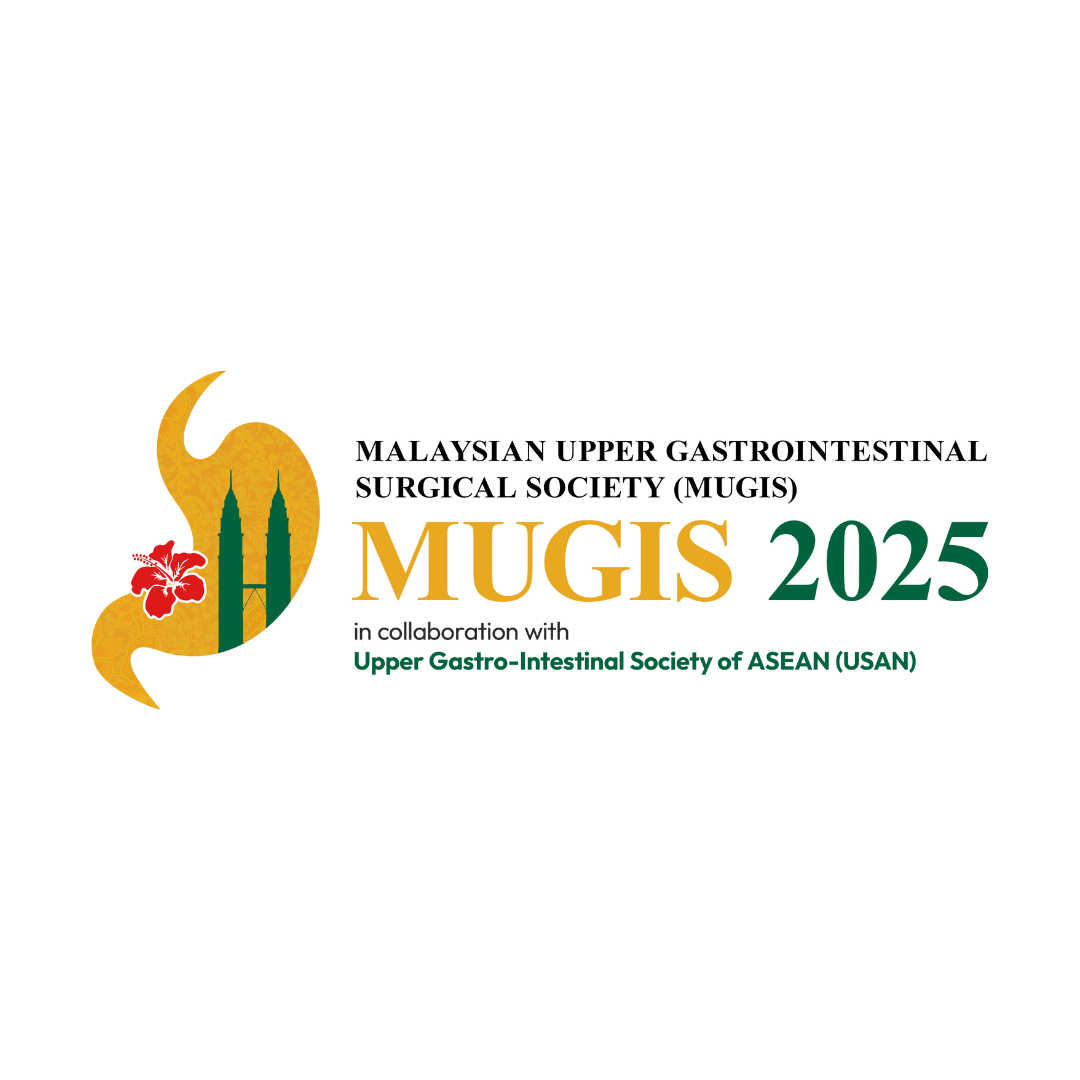 MALAYSIAN UPPER GASTROINTESTINAL
SURGICAL SOCIETY (MUGIS)
MUGIS 2025
in collaboration with
Upper Gastro-Intestinal Society of ASEAN (USAN)